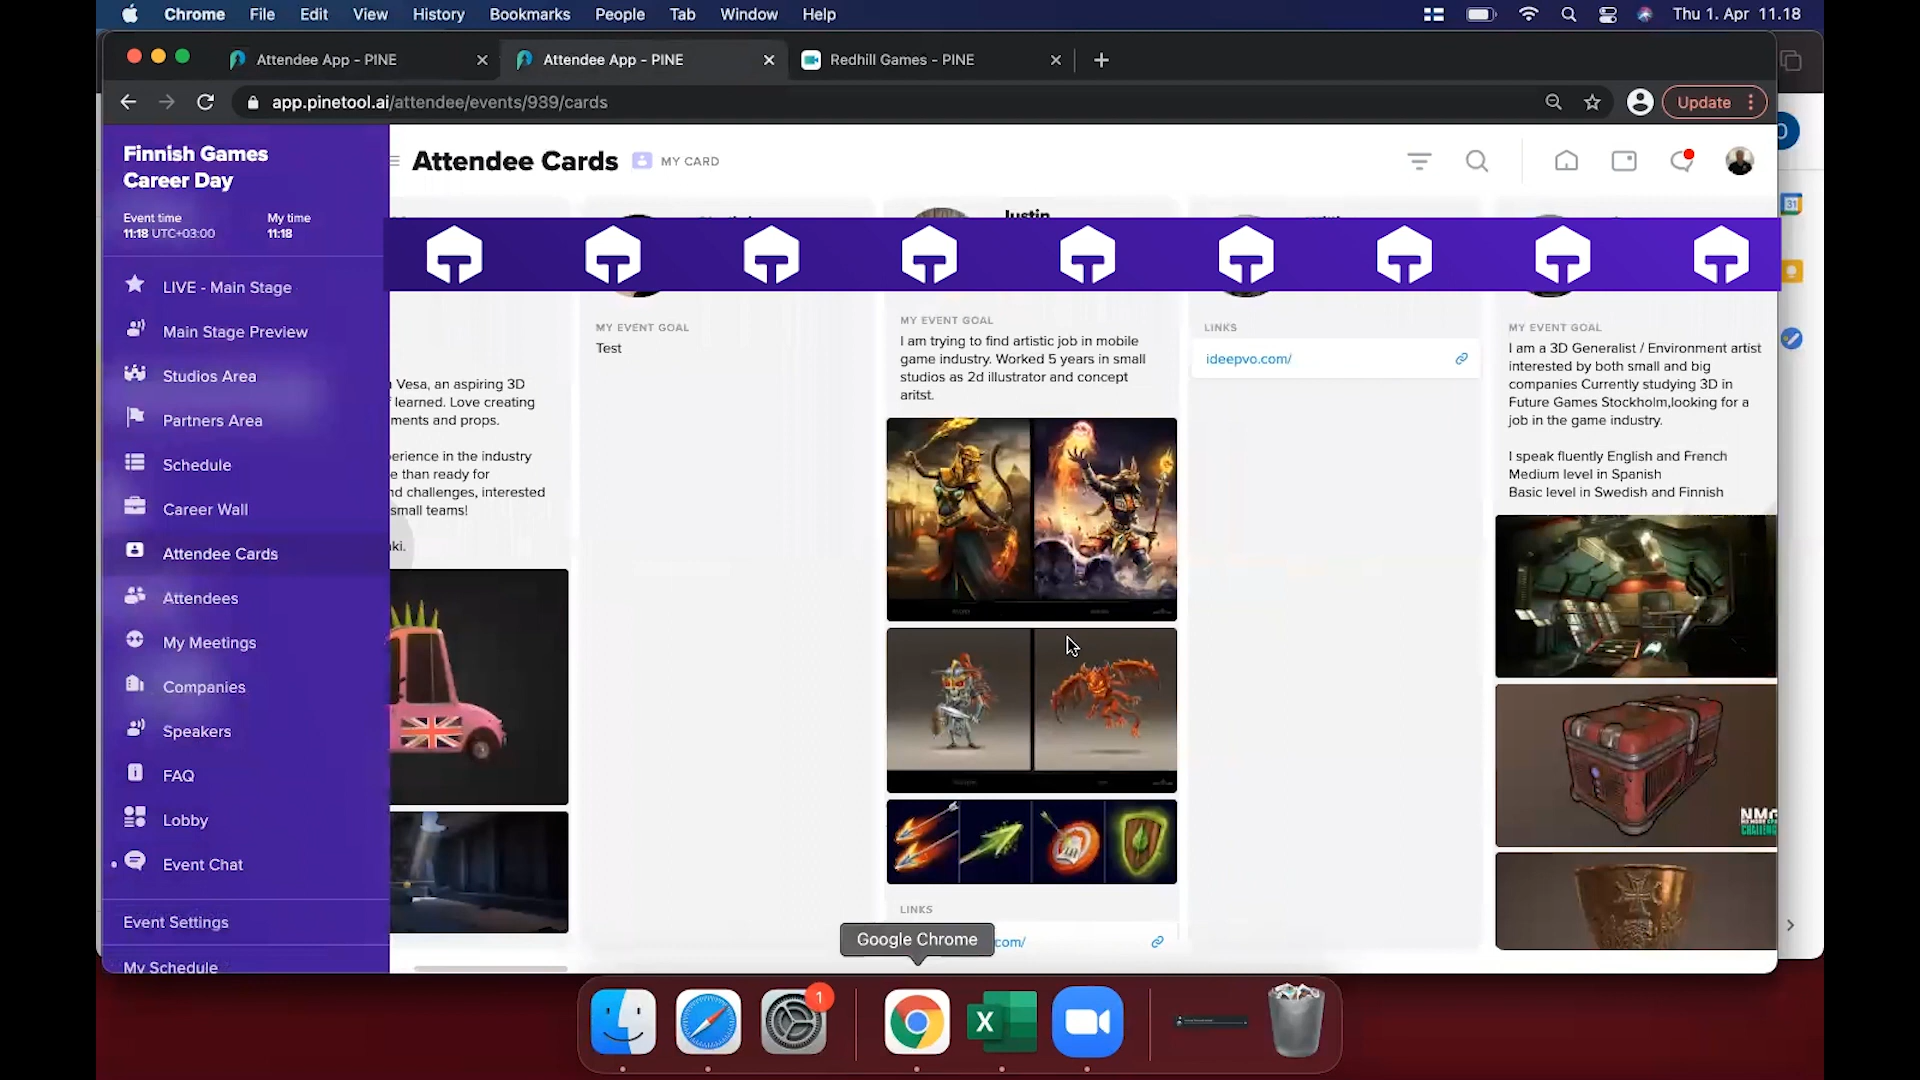 Chrome File Edit View History Bookmarks People Tab Window Help Thu 1. Apr 11.18
Attendee App - PINE Attendee App - PINE Redhill Games - PINE
app.pinetool.ai/attendee/events/939/cards Update
Finnish Games
Career Day
Event time My time
11:18 UTC+03:00 11:18
LIVE - Main Stage
Main Stage Preview
Studios Area
Partners Area
Schedule
Career Wall
Attendee Cards
Attendees
My Meetings
Companies
Speakers
FAQ
Lobby
Event Chat
Event Settings
My Schedule
Attendee Cards MY CARD
Vesa, an aspiring 3D
learned. Love creating
ments and props.
erience in the industry
e than ready for
nd challenges, interested
small teams!
ki.
MY EVENT GOAL
Test
Justin
MY EVENT GOAL
I am trying to find artistic job in mobile
game industry. Worked 5 years in small
studios as 2d illustrator and concept
aritst.
LINKS
com/
LINKS
ideepvo.com/
MY EVENT GOAL
I am a 3D Generalist / Environment artist
interested by both small and big
companies Currently studying 3D in
Future Games Stockholm,looking for a
job in the game industry.
I speak fluently English and French
Medium level in Spanish
Basic level in Swedish and Finnish
NMC
CHALLENGE
31
Google Chrome
1
X